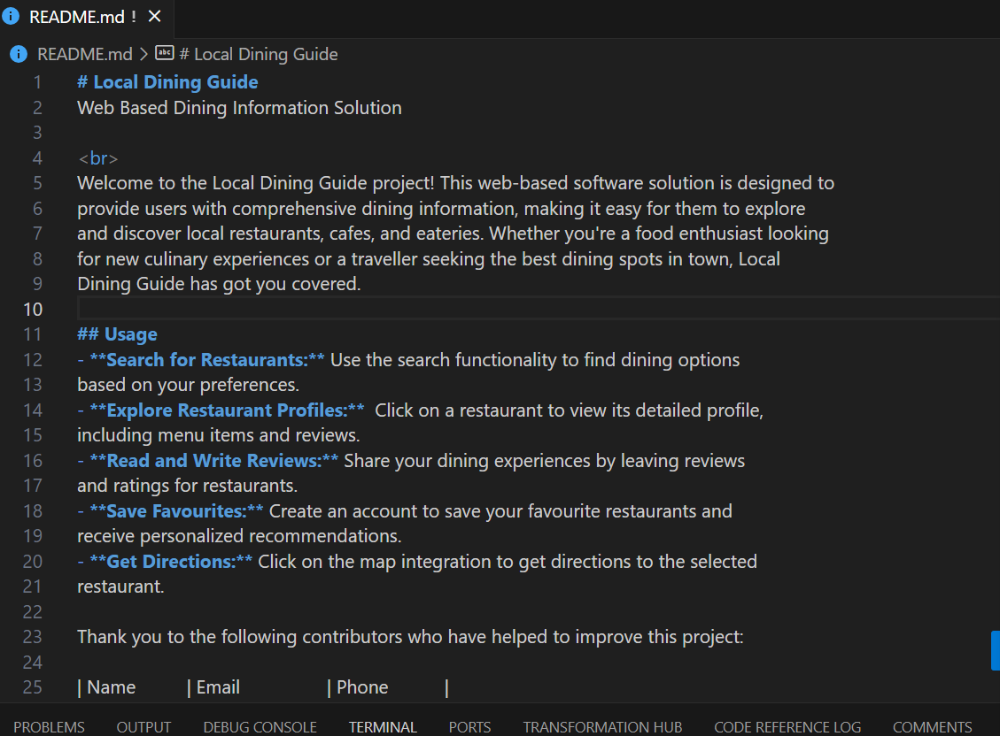 README.md !
README.md > # Local Dining Guide
1 # Local Dining Guide
2 Web Based Dining Information Solution
3
4 <br>
5 Welcome to the Local Dining Guide project! This web-based software solution is designed to
6 provide users with comprehensive dining information, making it easy for them to explore
7 and discover local restaurants, cafes, and eateries. Whether you're a food enthusiast looking
8 for new culinary experiences or a traveller seeking the best dining spots in town, Local
9 Dining Guide has got you covered.
10
11 ## Usage
12 - **Search for Restaurants:** Use the search functionality to find dining options
13 based on your preferences.
14 - **Explore Restaurant Profiles:**  Click on a restaurant to view its detailed profile,
15 including menu items and reviews.
16 - **Read and Write Reviews:** Share your dining experiences by leaving reviews
17 and ratings for restaurants.
18 - **Save Favourites:** Create an account to save your favourite restaurants and
19 receive personalized recommendations.
20 - **Get Directions:** Click on the map integration to get directions to the selected
21 restaurant.
22
23 Thank you to the following contributors who have helped to improve this project:
24
25 | Name | Email | Phone |
PROBLEMS OUTPUT DEBUG CONSOLE TERMINAL PORTS TRANSFORMATION HUB CODE REFERENCE LOG COMMENTS